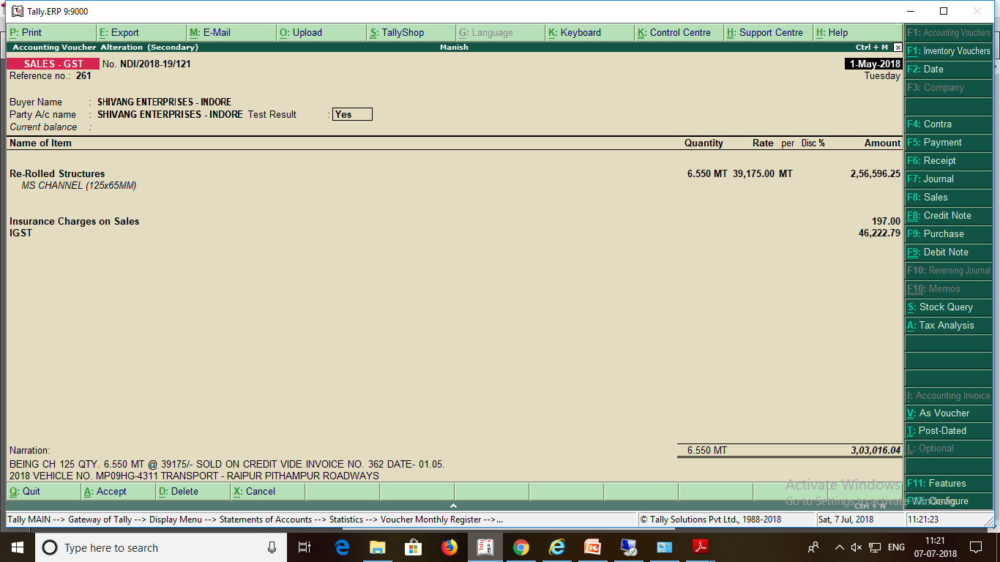 Tally.ERP 9:9000
P: Print E: Export M: E-Mail O: Upload S: TallyShop G: Language K: Keyboard K: Control Centre H: Support Centre H: Help
F1: Accounting Vouchers
Accounting Voucher Alteration (Secondary) Manish Ctrl + M
F1: Inventory Vouchers
SALES - GST No. NDI/2018-19/121 1-May-2018
F2: Date
Reference no.: 261 Tuesday
F3: Company
Buyer Name : SHIVANG ENTERPRISES - INDORE
Party A/c name : SHIVANG ENTERPRISES - INDORE Test Result : Yes
Current balance :
F4: Contra
Name of Item Quantity Rate per Disc % Amount
F5: Payment
F6: Receipt
Re-Rolled Structures 6.550 MT 39,175.00 MT 2,56,596.25
F7: Journal
MS CHANNEL (125x65MM)
F8: Sales
F8: Credit Note
Insurance Charges on Sales 197.00
IGST 46,222.79
F9: Purchase
F9: Debit Note
F10: Reversing Journal
F10: Memos
S: Stock Query
A: Tax Analysis
I: Accounting Invoice
V: As Voucher
T: Post-Dated
L: Optional
Narration: 6.550 MT 3,03,016.04
BEING CH 125 QTY. 6.550 MT @ 39175/- SOLD ON CREDIT VIDE INVOICE NO. 362 DATE- 01.05.
2018 VEHICLE NO. MP09HG-4311 TRANSPORT - RAIPUR PITHAMPUR ROADWAYS
Activate Windows
F11: Features
Q: Quit A: Accept D: Delete X: Cancel
Go to Settings to activate Windows.
F12: Configure
Ctrl + N
Tally MAIN --> Gateway of Tally --> Display Menu --> Statements of Accounts --> Statistics --> Voucher Monthly Register -->... © Tally Solutions Pvt Ltd., 1988-2018 Sat, 7 Jul, 2018 11:21:23
Type here to search
ENG 11:21
07-07-2018